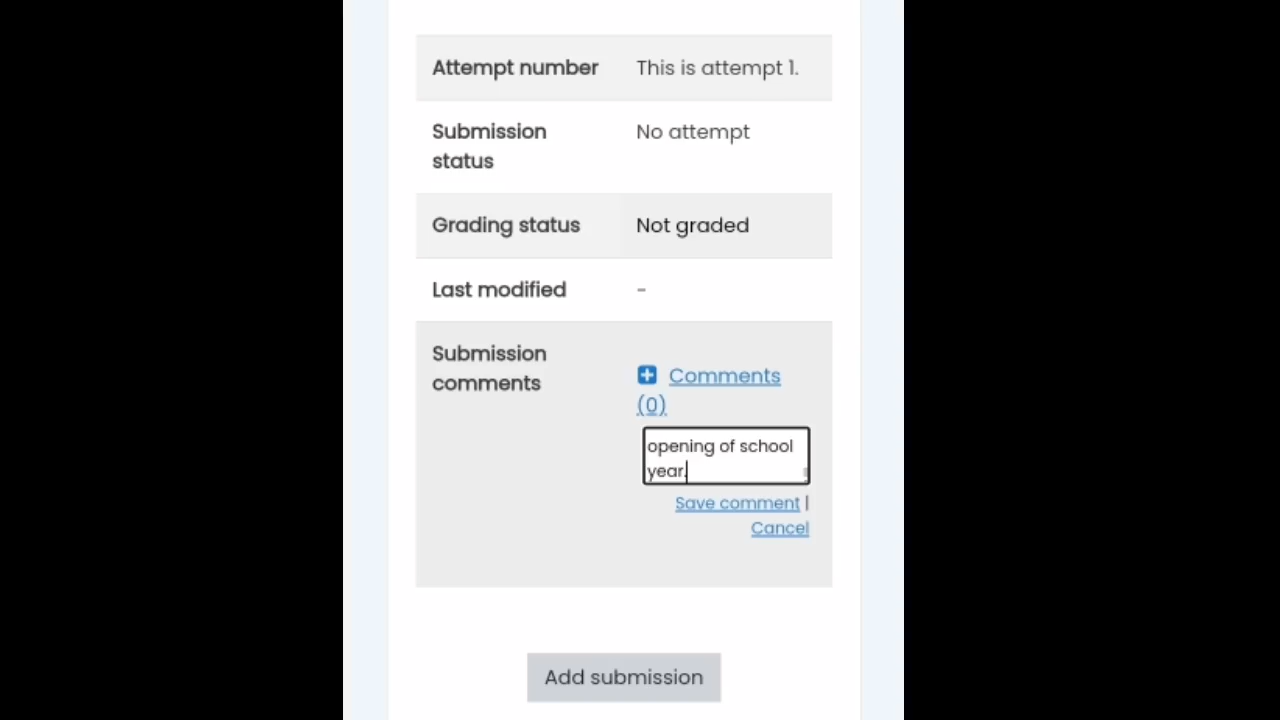 Attempt number This is attempt 1.
Submission No attempt
status
Grading status Not graded
Last modified -
Submission
comments
Comments
(0)
opening of school
year.
Save comment |
Cancel
Add submission